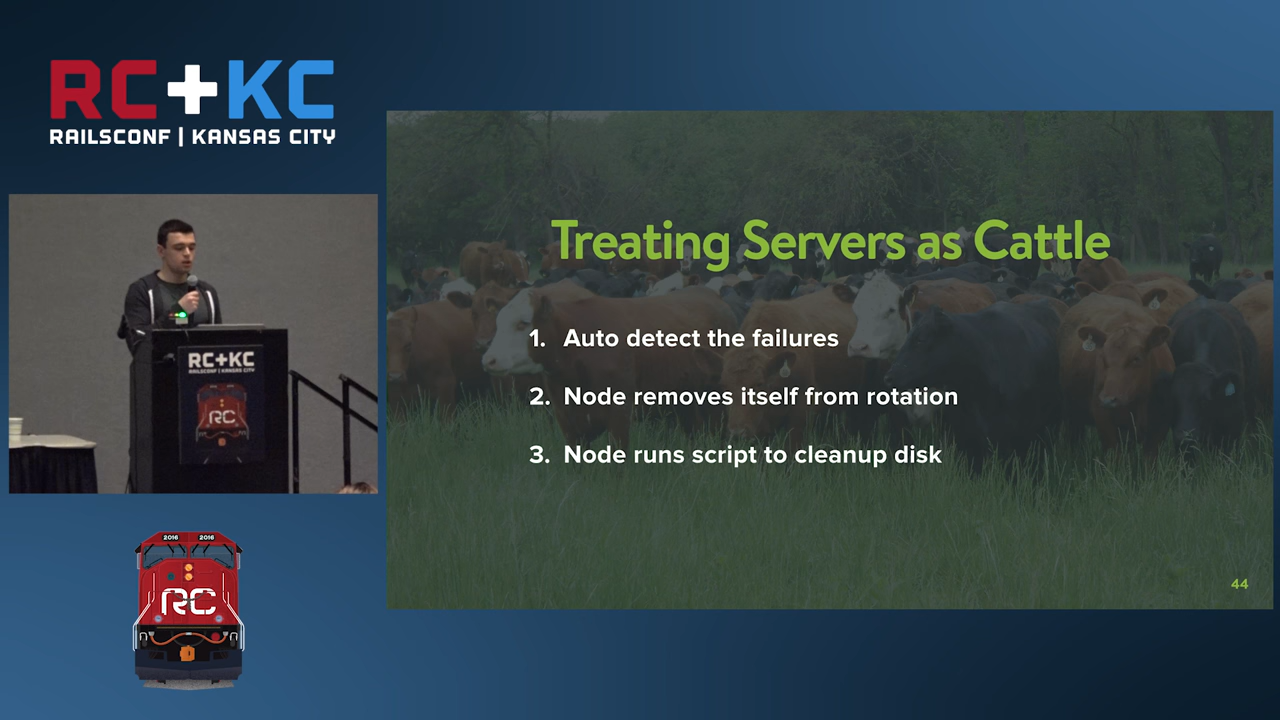 RC+KC
RAILSCONF | KANSAS CITY
Treating Servers as Cattle
1. Auto detect the failures
2. Node removes itself from rotation
3. Node runs script to cleanup disk
44
RC+KC
RAILSCONF | KANSAS CITY
RC
2016 2016
RC